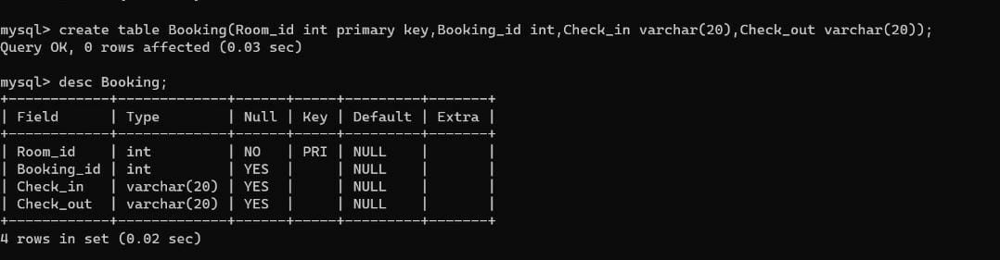 mysql> create table Booking(Room_id int primary key,Booking_id int,Check_in varchar(20),Check_out varchar(20));
Query OK, 0 rows affected (0.03 sec)

mysql> desc Booking;
+------------+-------------+------+-----+---------+-------+
| Field      | Type        | Null | Key | Default | Extra |
+------------+-------------+------+-----+---------+-------+
| Room_id    | int         | NO   | PRI | NULL    |       |
| Booking_id | int         | YES  |     | NULL    |       |
| Check_in   | varchar(20) | YES  |     | NULL    |       |
| Check_out  | varchar(20) | YES  |     | NULL    |       |
+------------+-------------+------+-----+---------+-------+
4 rows in set (0.02 sec)